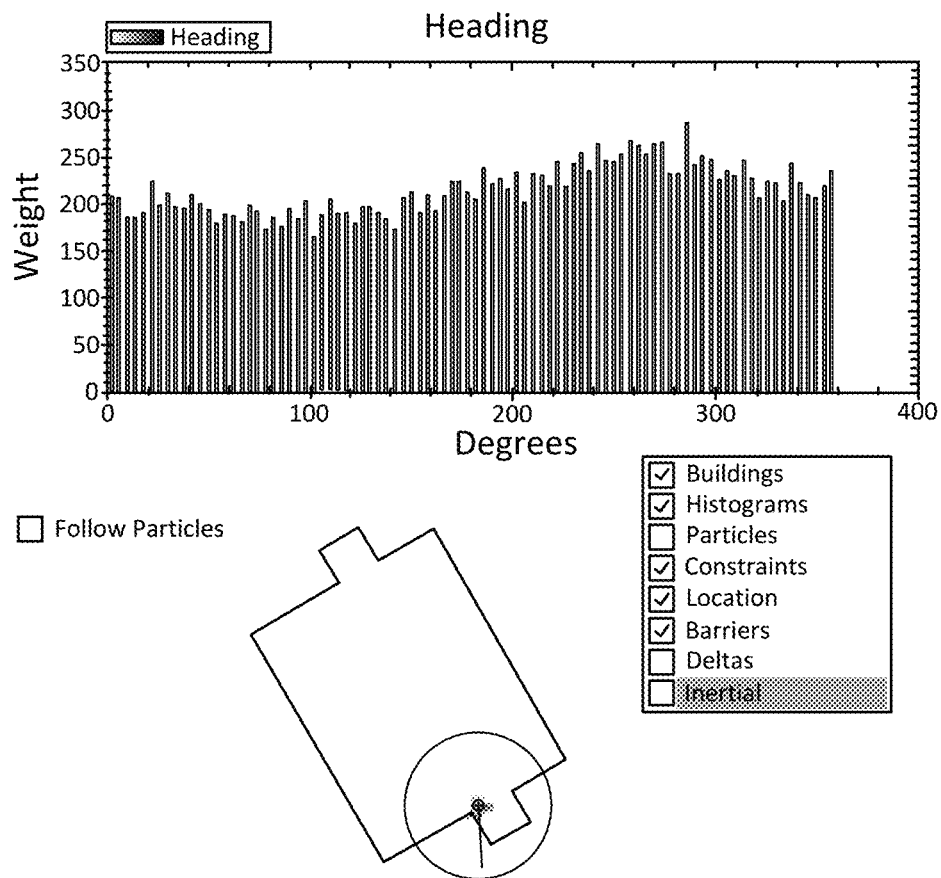 Heading
Heading
350
300
250
200
150
100
50
0
Weight
0 100 200 300 400
Degrees
Follow Particles
Buildings
Histograms
Particles
Constraints
Location
Barriers
Deltas
Inertial